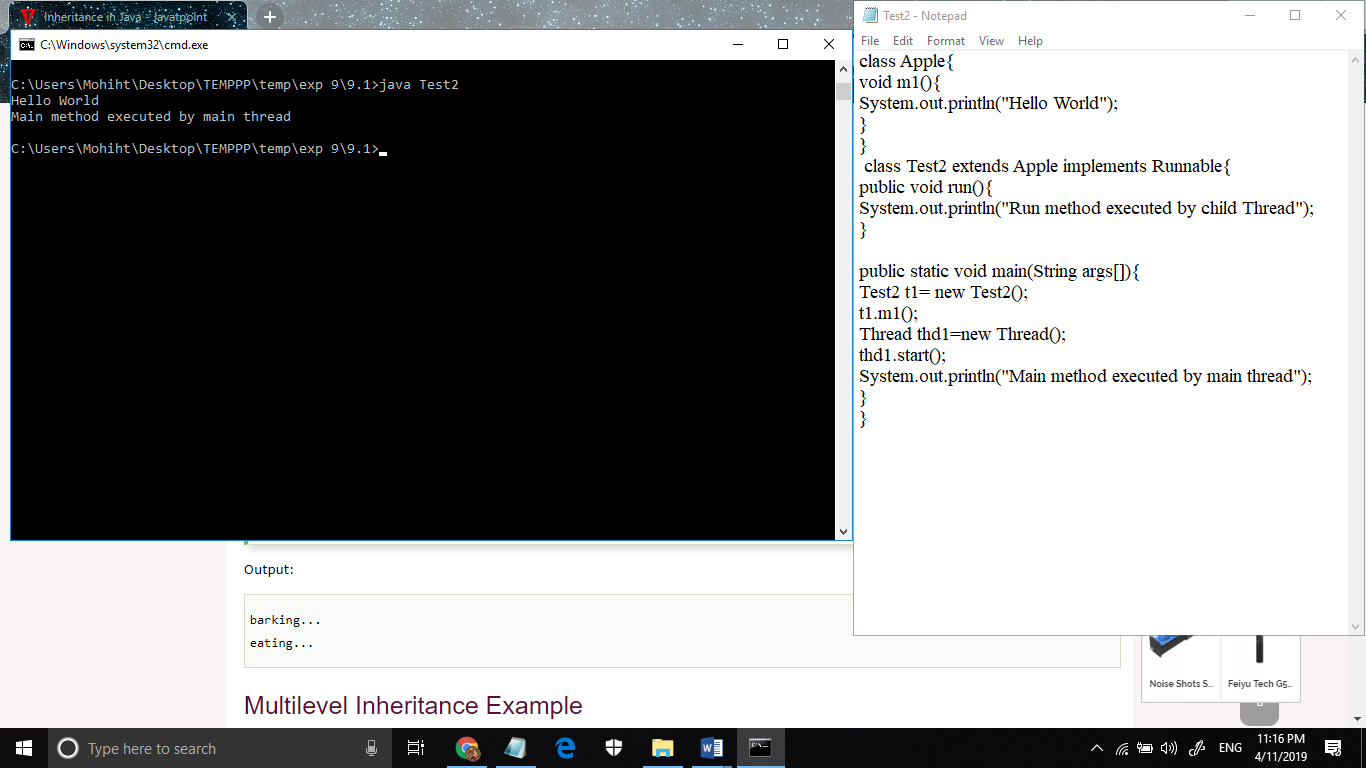 Inheritance in Java - Javatpoint
C:\Windows\system32\cmd.exe
C:\Users\Mohiht\Desktop\TEMPPP\temp\exp 9\9.1>java Test2
Hello World
Main method executed by main thread
C:\Users\Mohiht\Desktop\TEMPPP\temp\exp 9\9.1>
Test2 - Notepad
File Edit Format View Help
class Apple{
void m1(){
System.out.println("Hello World");
}
}
class Test2 extends Apple implements Runnable{
public void run(){
System.out.println("Run method executed by child Thread");
}
public static void main(String args[]){
Test2 t1= new Test2();
t1.m1();
Thread thd1=new Thread();
thd1.start();
System.out.println("Main method executed by main thread");
}
}
Output:
barking...
eating...
Multilevel Inheritance Example
Noise Shots S...
Feiyu Tech G5...
Type here to search
ENG
11:16 PM
4/11/2019